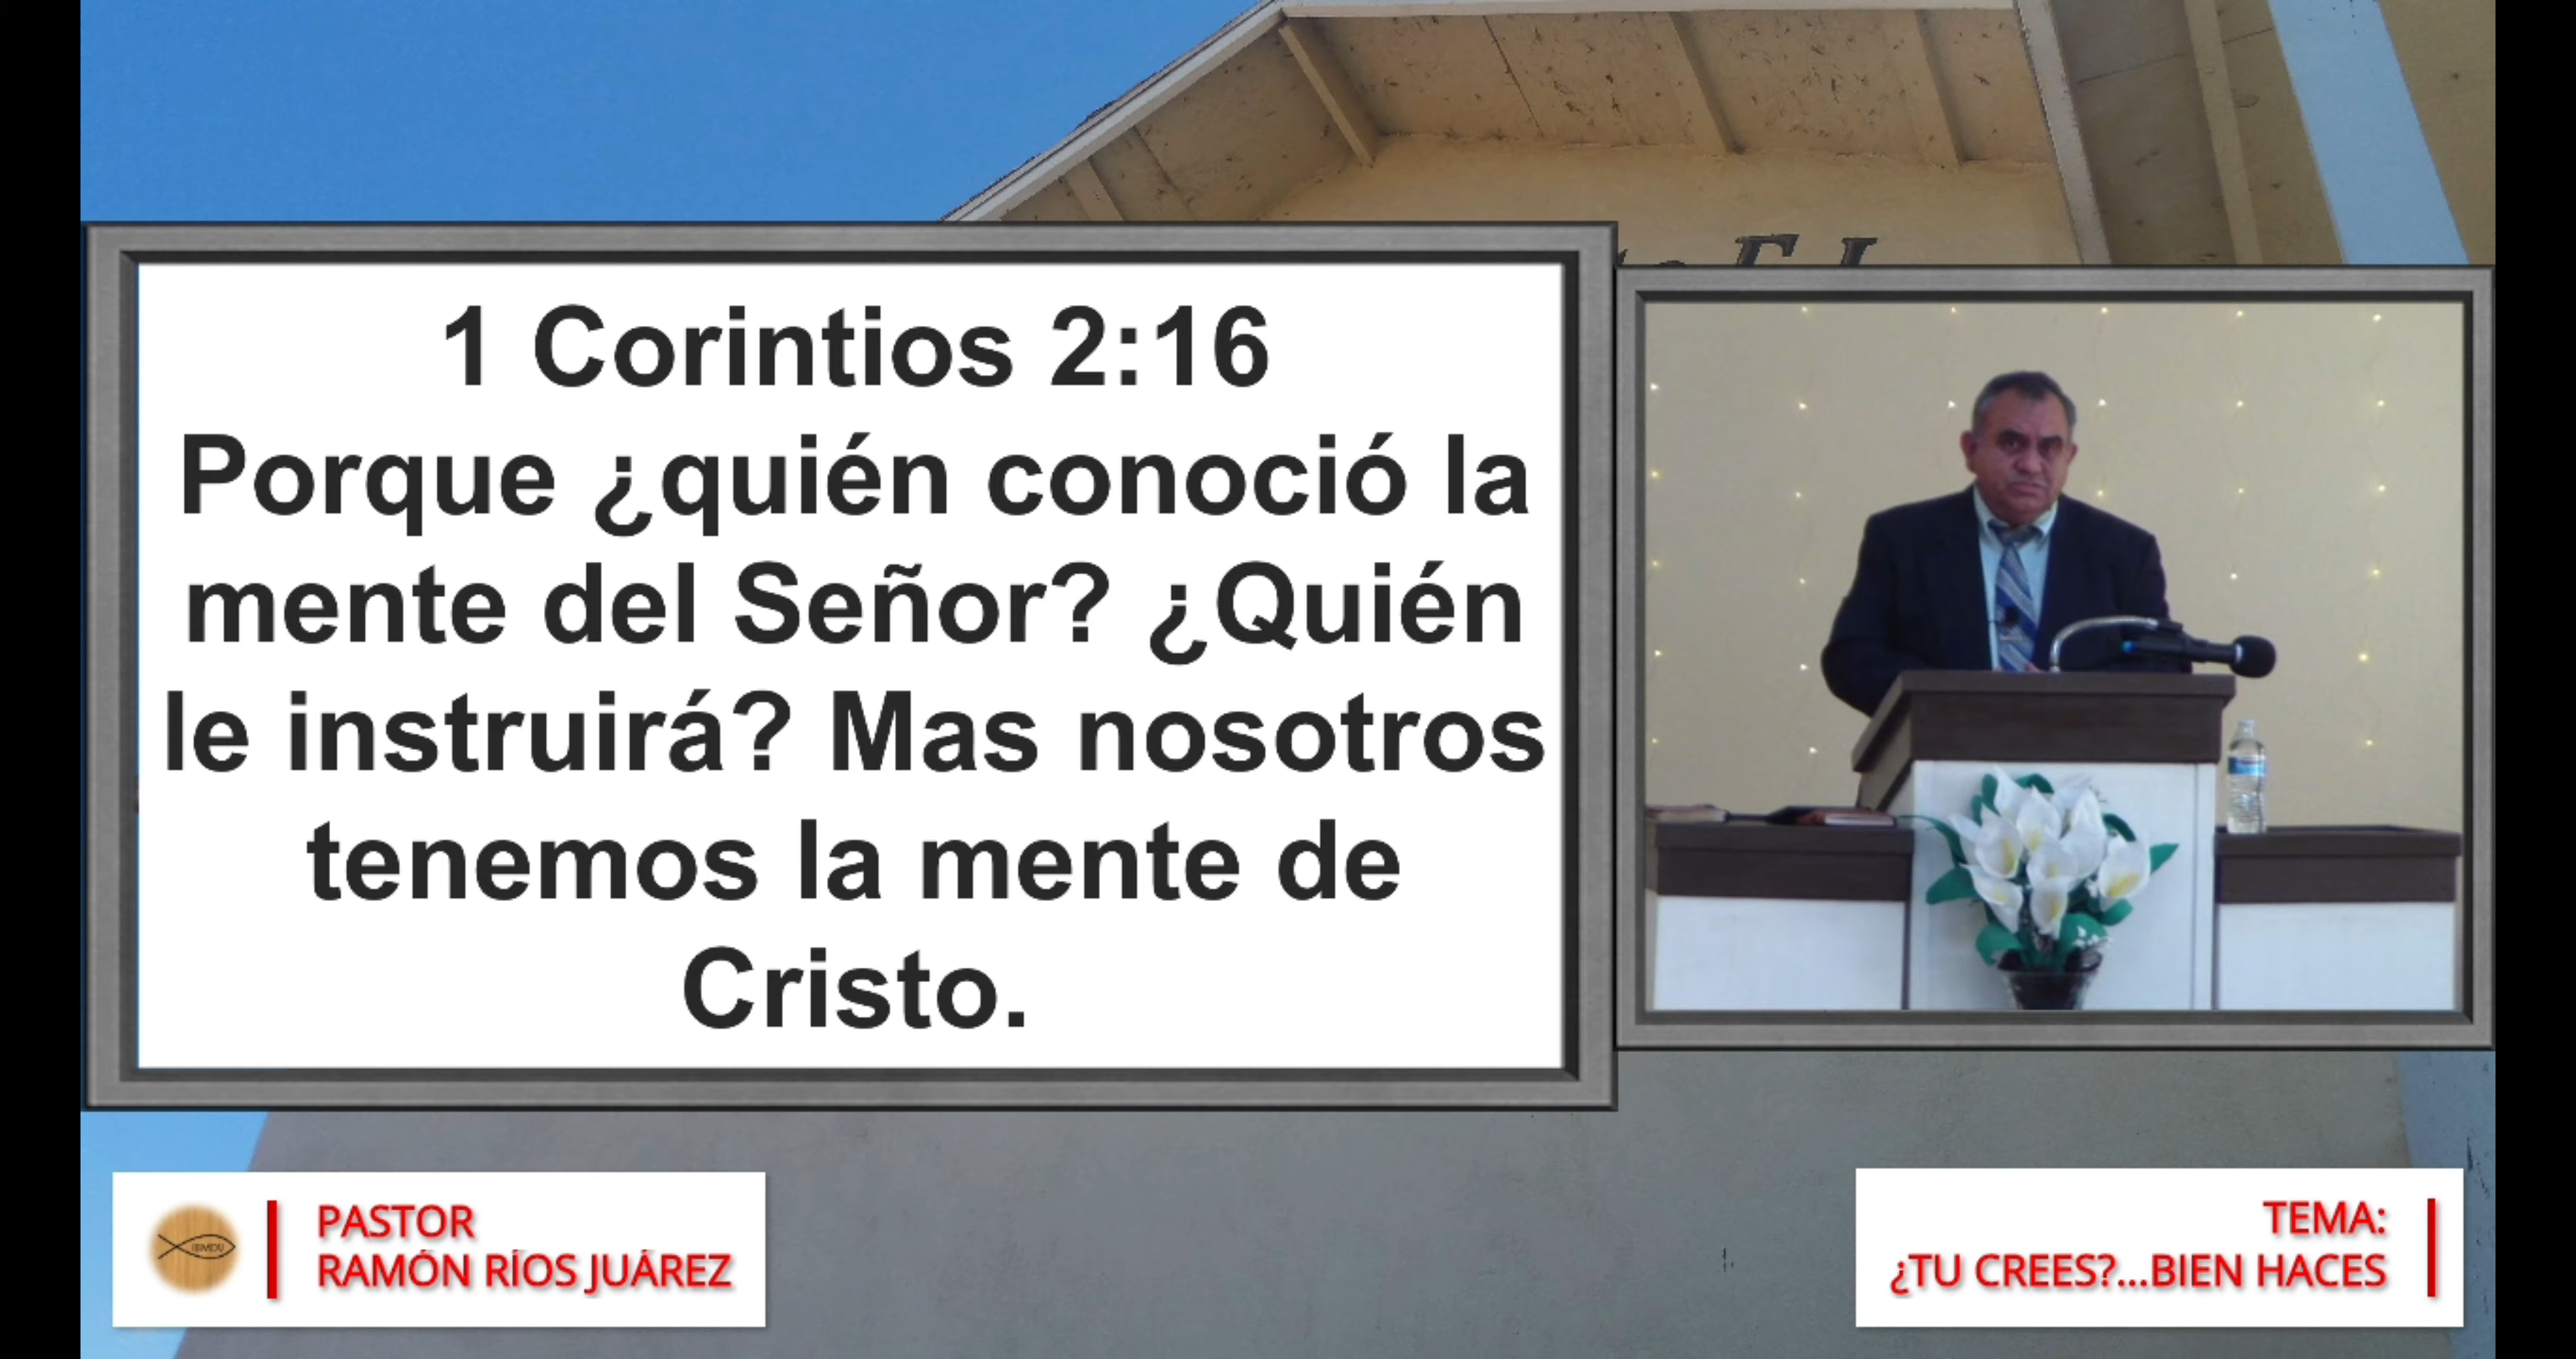 1 Corintios 2:16
Porque ¿quién conoció la
mente del Señor? ¿Quién
le instruirá? Mas nosotros
tenemos la mente de
Cristo.
PASTOR
RAMÓN RÍOS JUÁREZ
TEMA:
¿TU CREES?...BIEN HACES